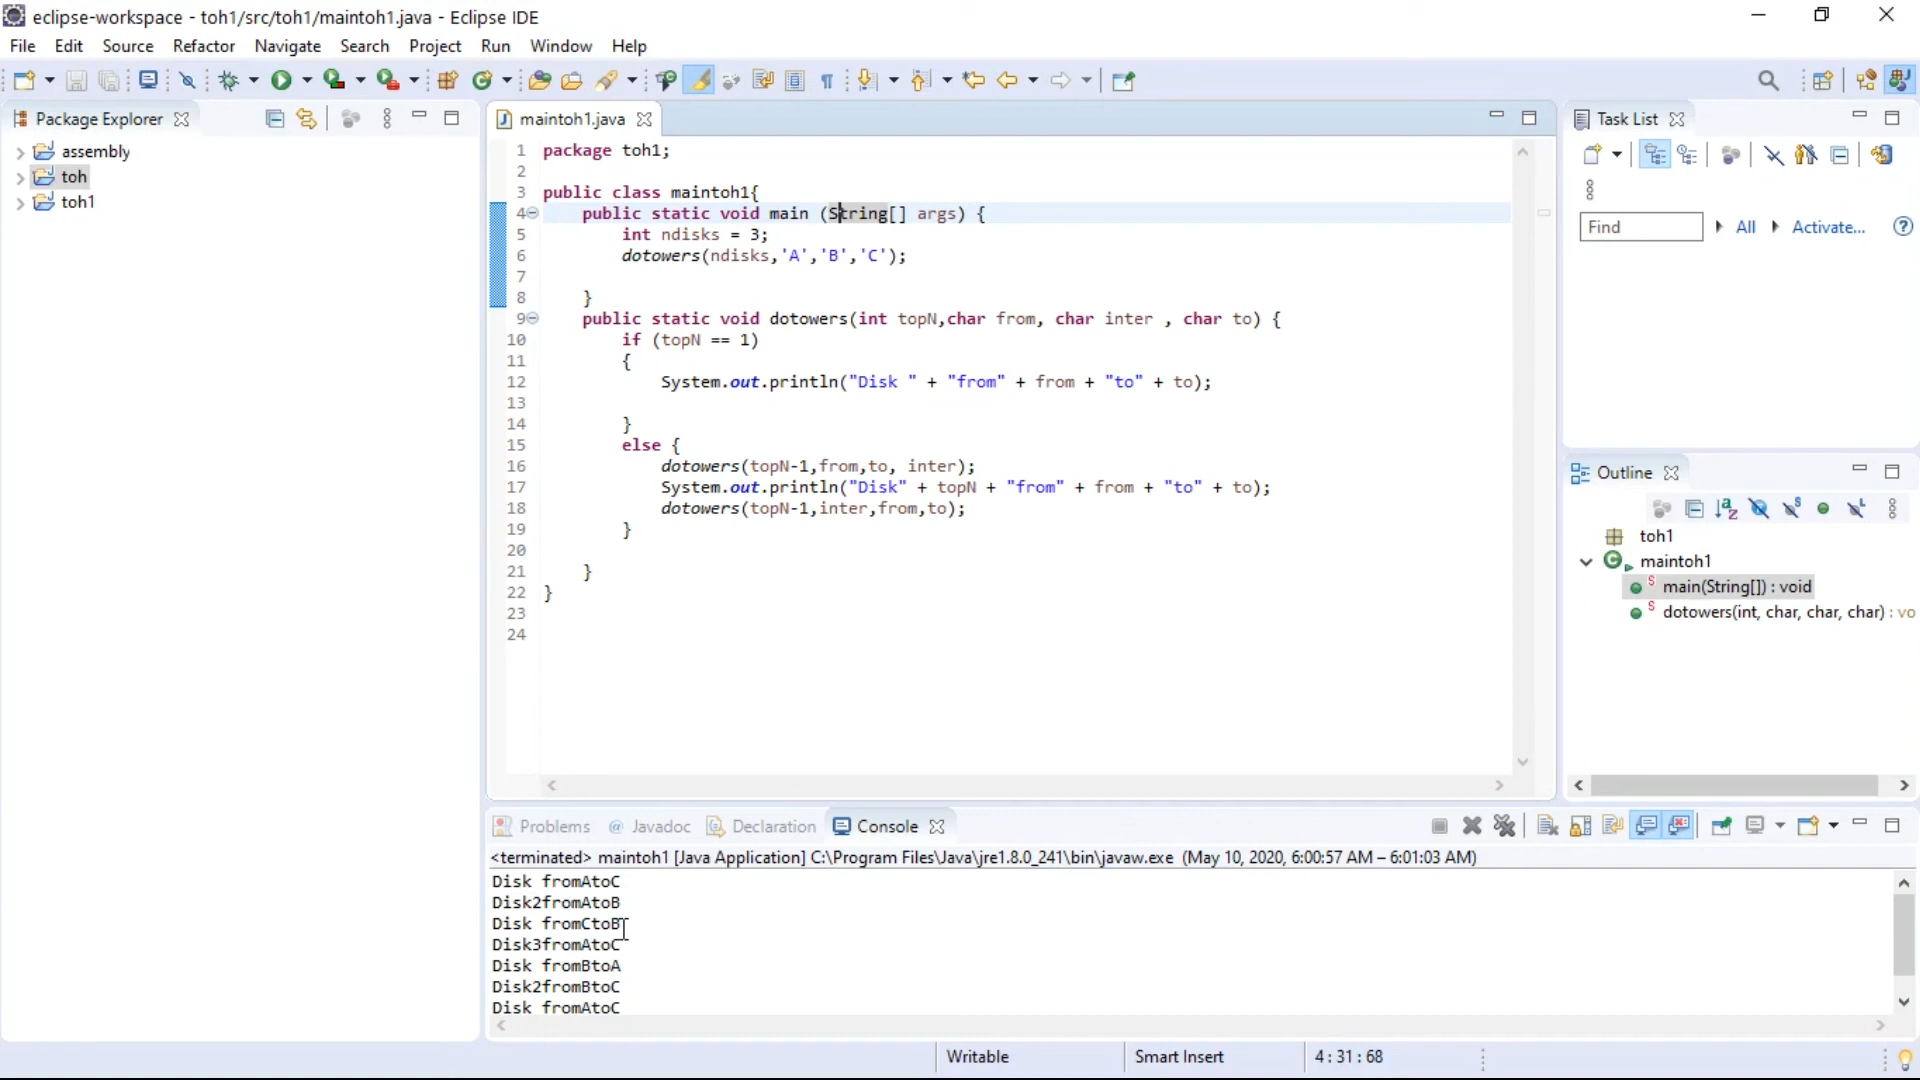 eclipse-workspace - toh1/src/toh1/maintoh1.java - Eclipse IDE
File Edit Source Refactor Navigate Search Project Run Window Help
Package Explorer
assembly
toh
toh1
maintoh1.java
1 package toh1;
2
3 public class maintoh1{
4 public static void main (String[] args) {
5 int ndisks = 3;
6 dotowers(ndisks,'A','B','C');
7
8 }
9 public static void dotowers(int topN,char from, char inter , char to) {
10 if (topN == 1)
11 {
12 System.out.println("Disk " + "from" + from + "to" + to);
13
14 }
15 else {
16 dotowers(topN-1,from,to, inter);
17 System.out.println("Disk" + topN + "from" + from + "to" + to);
18 dotowers(topN-1,inter,from,to);
19 }
20
21 }
22 }
23
24
Task List
Find All Activate...
Outline
toh1
maintoh1
main(String[]) : void
dotowers(int, char, char, char) : vo
Problems @ Javadoc Declaration Console
<terminated> maintoh1 [Java Application] C:\Program Files\Java\jre1.8.0_241\bin\javaw.exe (May 10, 2020, 6:00:57 AM – 6:01:03 AM)
Disk fromAtoC
Disk2fromAtoB
Disk fromCtoB
Disk3fromAtoC
Disk fromBtoA
Disk2fromBtoC
Disk fromAtoC
Writable Smart Insert 4 : 31 : 68